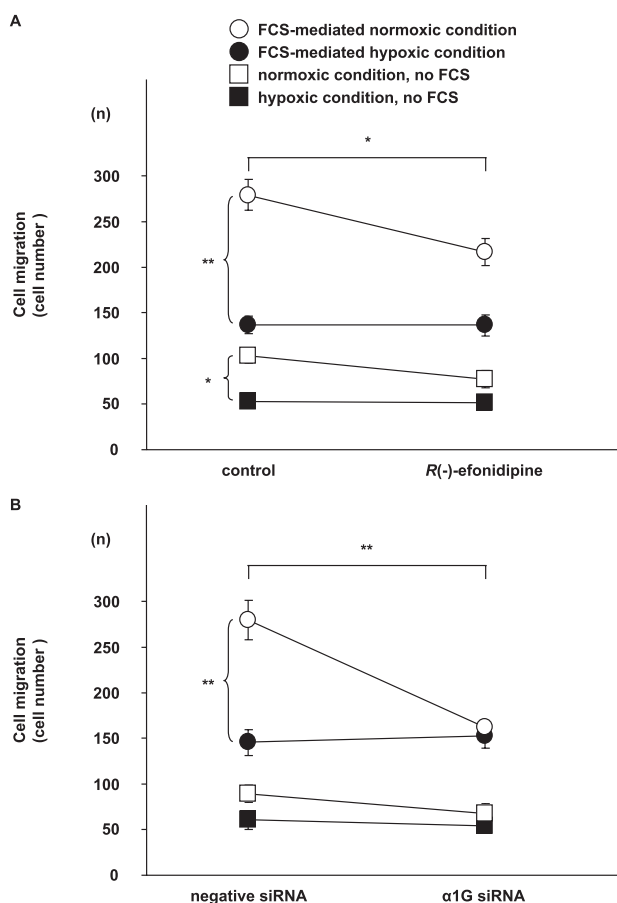 A
FCS-mediated normoxic condition
FCS-mediated hypoxic condition
normoxic condition, no FCS
hypoxic condition, no FCS
(n)
*
300
250
200
150
100
50
0
**
*
Cell migration
(cell number )
control
R(-)-efonidipine
B
(n)
**
300
250
200
150
100
50
0
**
Cell migration
(cell number )
negative siRNA
α1G siRNA